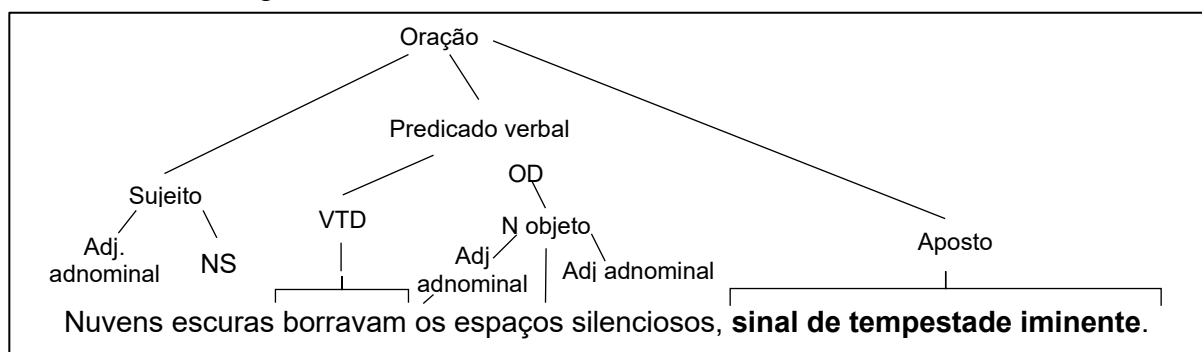 Oração
Predicado verbal
OD
Sujeito
VTD
N objeto
Aposto
Adj.
adnominal
NS
Adj
adnominal
Adj adnominal
Nuvens escuras borravam os espaços silenciosos, sinal de tempestade iminente.